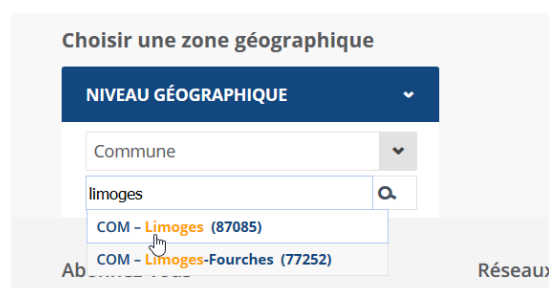 Choisir une zone géographique
NIVEAU GÉOGRAPHIQUE
Commune
limoges
COM – Limoges (87085)
COM – Limoges-Fourches (77252)
Réseaux